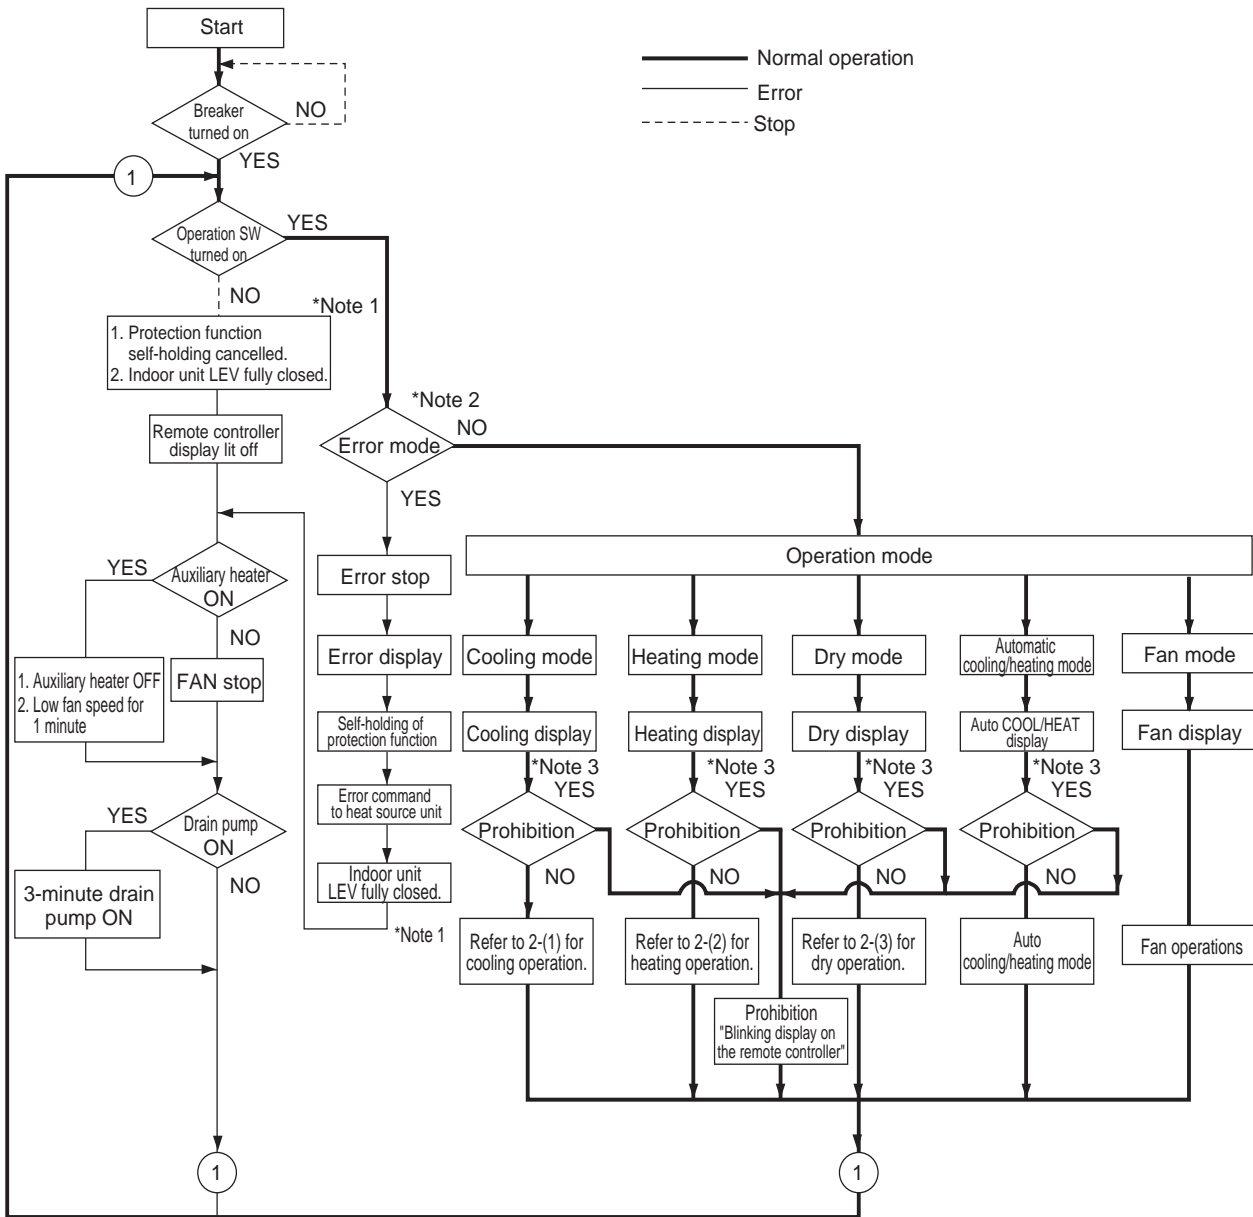 Start
Normal operation
Error
Stop
Breaker
turned on
NO
YES
1
Operation SW
turned on
YES
NO
*Note 1
1. Protection function
self-holding cancelled.
2. Indoor unit LEV fully closed.
*Note 2
Remote controller
display lit off
Error mode
NO
YES
Operation mode
YES
Auxiliary heater
ON
NO
Error stop
1. Auxiliary heater OFF
2. Low fan speed for
1 minute
FAN stop
Error display
Cooling mode
Heating mode
Dry mode
Automatic
cooling/heating mode
Fan mode
Self-holding of
protection function
Cooling display
Heating display
Dry display
Auto COOL/HEAT
display
Fan display
*Note 3
YES
*Note 3
YES
*Note 3
YES
*Note 3
YES
Error command
to heat source unit
YES
Drain pump
ON
NO
Prohibition
Prohibition
Prohibition
Prohibition
NO
NO
NO
NO
3-minute drain
pump ON
Indoor unit
LEV fully closed.
*Note 1
Refer to 2-(1) for
cooling operation.
Refer to 2-(2) for
heating operation.
Refer to 2-(3) for
dry operation.
Auto
cooling/heating mode
Fan operations
Prohibition
"Blinking display on
the remote controller"
1
1